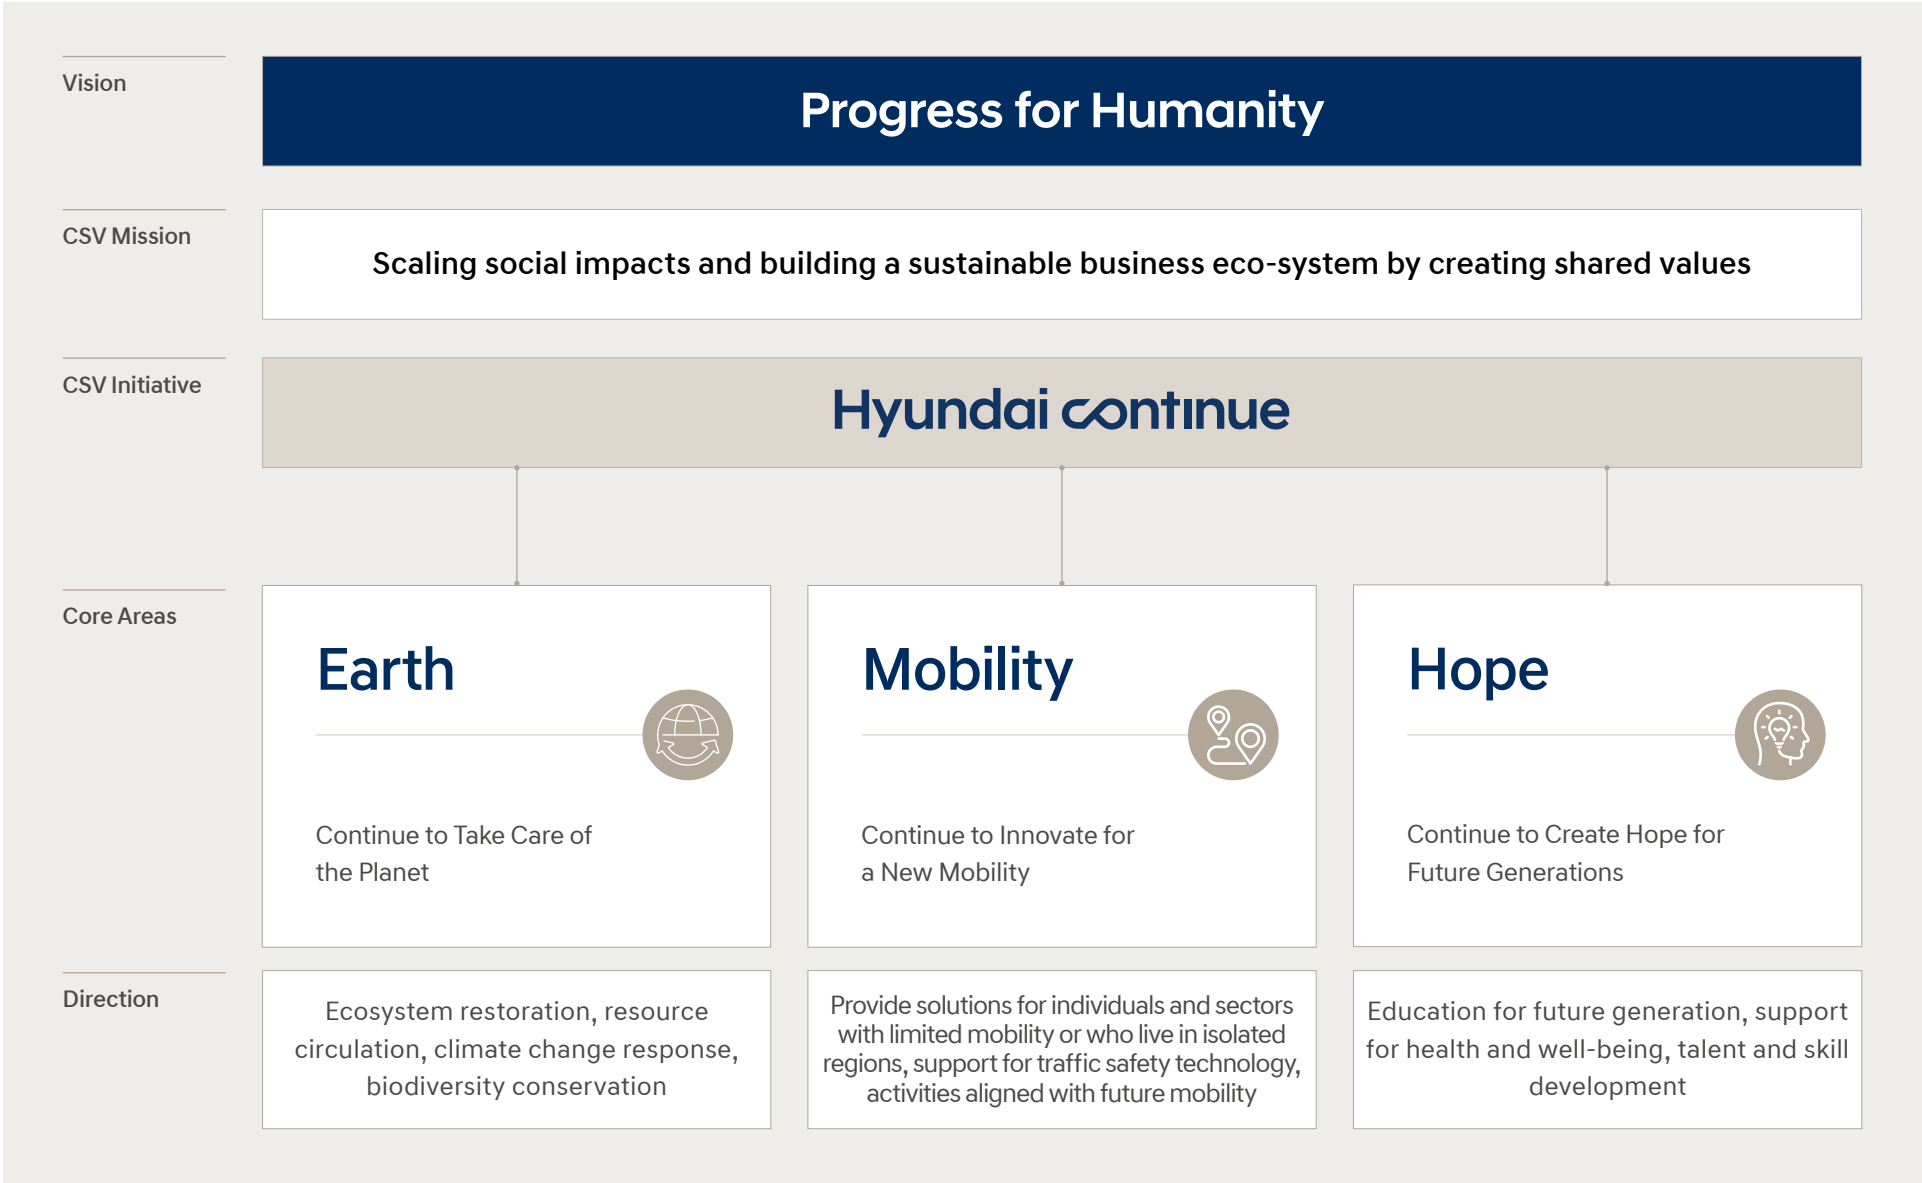 Vision
Progress for Humanity
CSV Mission
Scaling social impacts and building a sustainable business eco-system by creating shared values
CSV Initiative
Hyundai continue
Core Areas
Earth
Continue to Take Care of
the Planet
Mobility
Continue to Innovate for
a New Mobility
Hope
Continue to Create Hope for
Future Generations
Direction
Ecosystem restoration, resource
circulation, climate change response,
biodiversity conservation
Provide solutions for individuals and sectors
with limited mobility or who live in isolated
regions, support for traffic safety technology,
activities aligned with future mobility
Education for future generation, support
for health and well-being, talent and skill
development